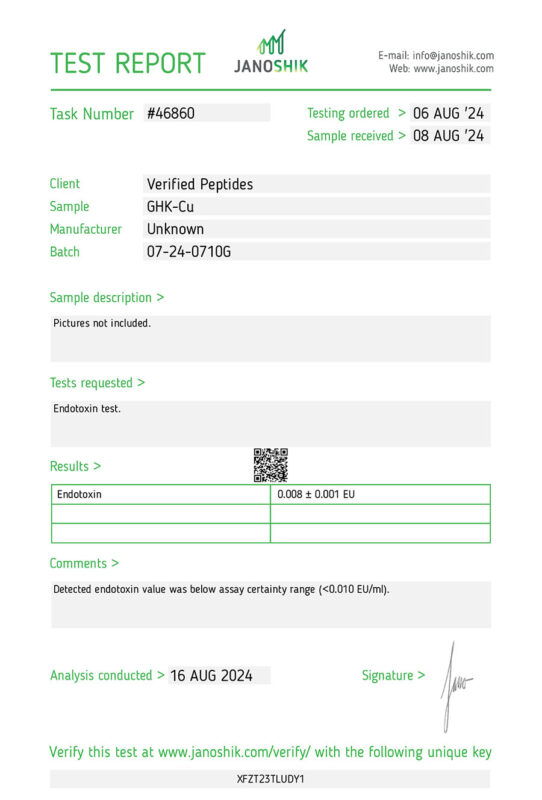 TEST REPORT
JANOSHIK
E-mail: info@janoshik.com
Web: www.janoshik.com
Task Number #46860
Testing ordered > 06 AUG '24
Sample received > 08 AUG '24
Client Verified Peptides
Sample GHK-Cu
Manufacturer Unknown
Batch 07-24-0710G
Sample description >
Pictures not included.
Tests requested >
Endotoxin test.
Results >
Endotoxin 0.008 ± 0.001 EU
Comments >
Detected endotoxin value was below assay certainty range (<0.010 EU/ml).
Analysis conducted > 16 AUG 2024
Signature >
Jano
Verify this test at www.janoshik.com/verify/ with the following unique key
XFZT23TLUDY1